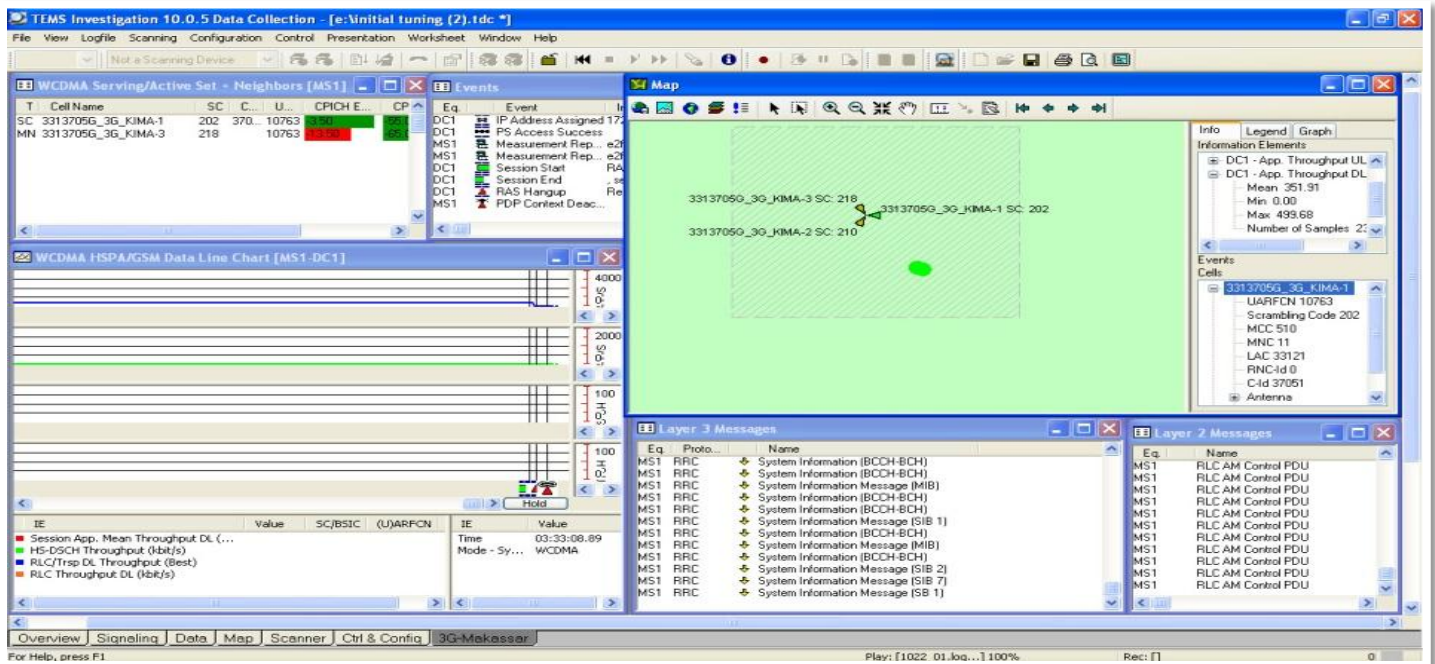 TEMS Investigation 10.0.5 Data Collection - [e:\initial tuning (2).tdc *]
File View Logfile Scanning Configuration Control Presentation Worksheet Window Help
Not a Scanning Device
WCDMA Serving/Active Set - Neighbors [MS1]
T Cell Name SC C... U... CPICH E... CP
SC 3313705G_3G_KIMA-1 202 370... 10763 -3.50
MN 3313705G_3G_KIMA-3 218 10763 -13.50
Events
Eq. Event
DC1 IP Address Assigned 172
DC1 PS Access Success
MS1 Measurement Rep... e2
MS1 Measurement Rep... e2
DC1 Session Start RA
DC1 Session End , se
DC1 RAS Hangup Re
MS1 PDP Context Deac...
Map
3313705G_3G_KIMA-3 SC: 218
3313705G_3G_KIMA-1 SC: 202
3313705G_3G_KIMA-2 SC: 210
Info Legend Graph
Information Elements
DC1 - App. Throughput UL
DC1 - App. Throughput DL
Mean 351.91
Min 0.00
Max 499.68
Number of Samples
Events
Cells
3313705G_3G_KIMA-1
UARFCN 10763
Scrambling Code 202
MCC 510
MNC 11
LAC 33121
RNC-Id 0
C-Id 37051
Antenna
WCDMA HSPA/GSM Data Line Chart [MS1-DC1]
4000
2000
100
100
Hold
IE Value SC/BSIC (U)ARFCN
Session App. Mean Throughput DL (...
HS-DSCH Throughput (kbit/s)
RLC/Trsp DL Throughput (Best)
RLC Throughput DL (kbit/s)
IE Value
Time 03:33:08.89
Mode - Sy... WCDMA
Layer 3 Messages
Eq. Proto... Name
MS1 RRC System Information (BCCH-BCH)
MS1 RRC System Information (BCCH-BCH)
MS1 RRC System Information Message (MIB)
MS1 RRC System Information (BCCH-BCH)
MS1 RRC System Information (BCCH-BCH)
MS1 RRC System Information Message (SIB 1)
MS1 RRC System Information (BCCH-BCH)
MS1 RRC System Information Message (MIB)
MS1 RRC System Information (BCCH-BCH)
MS1 RRC System Information Message (SIB 2)
MS1 RRC System Information Message (SIB 7)
MS1 RRC System Information Message (SB 1)
Layer 2 Messages
Eq. Name
MS1 RLC AM Control PDU
MS1 RLC AM Control PDU
MS1 RLC AM Control PDU
MS1 RLC AM Control PDU
MS1 RLC AM Control PDU
MS1 RLC AM Control PDU
MS1 RLC AM Control PDU
MS1 RLC AM Control PDU
MS1 RLC AM Control PDU
MS1 RLC AM Control PDU
Overview Signaling Data Map Scanner Ctrl & Config 3G-Makassar
For Help, press F1
Play: [1022_01.log...] 100%
Rec: []
0